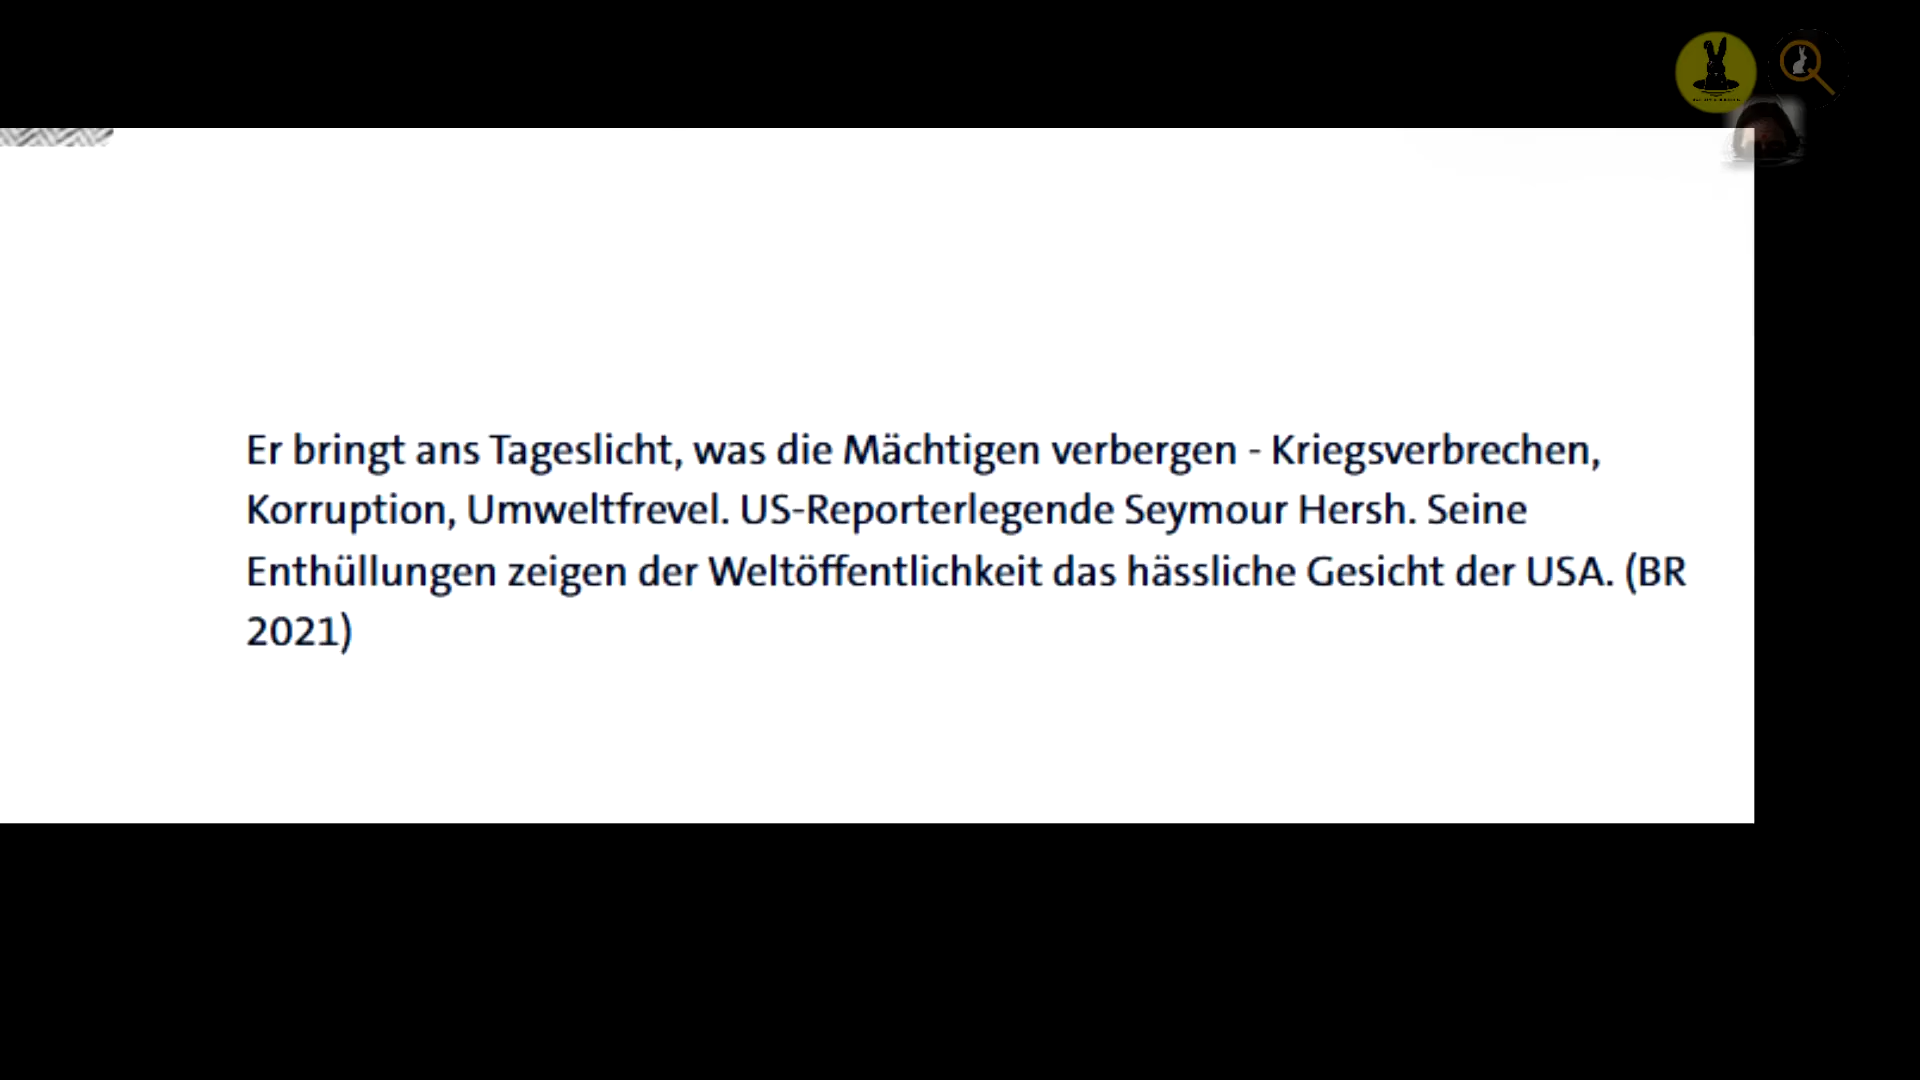 Er bringt ans Tageslicht, was die Mächtigen verbergen - Kriegsverbrechen,
Korruption, Umweltfrevel. US-Reporterlegende Seymour Hersh. Seine
Enthüllungen zeigen der Weltöffentlichkeit das hässliche Gesicht der USA. (BR
2021)